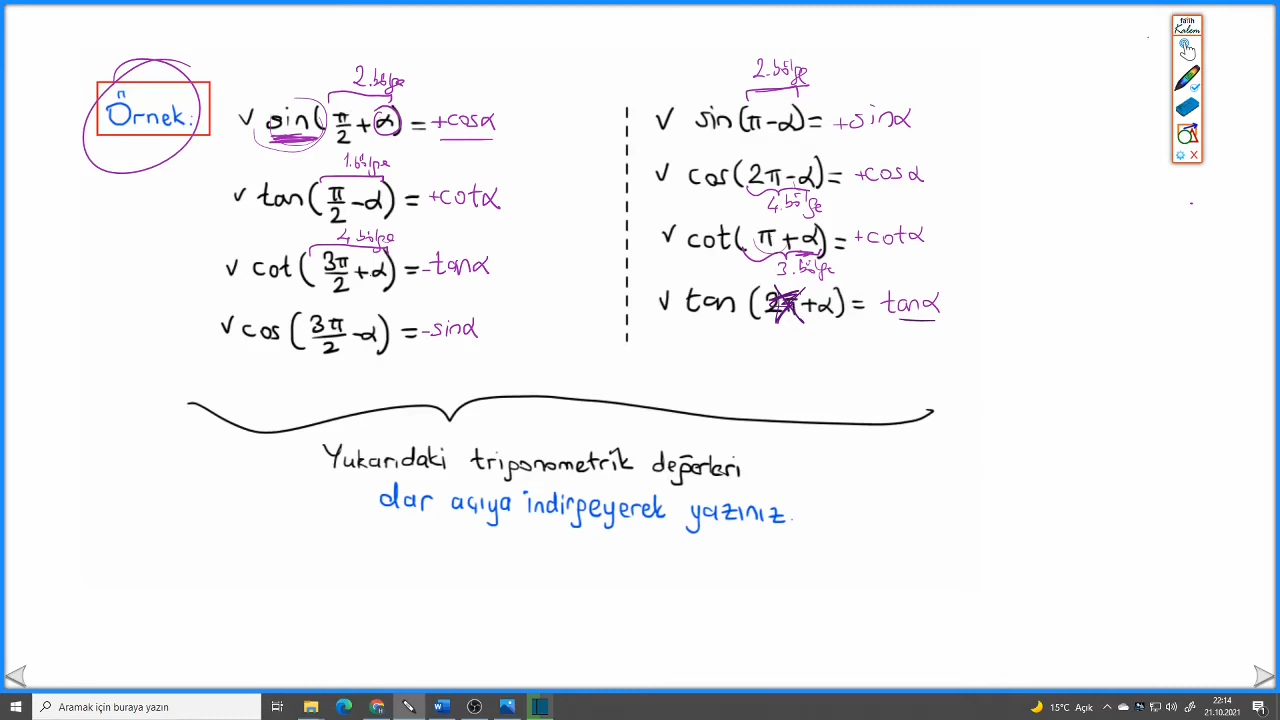 Örnek:
2.bölge
√ sin(π/2+α) = +cosα
1.bölge
√ tan(π/2-α) = +cotα
4.bölge
√ cot(3π/2+α) = -tanα
√ cos(3π/2-α) = -sinα
2.bölge
√ sin(π-α)= +sinα
√ cos(2π-α)= +cosα
4.bölge
√ cot(π+α)= +cotα
3.bölge
√ tan (2π+α)= tanα
Yukarıdaki trigonometrik değerleri
dar açıya indirgeyerek yazınız.
fatih
Kalem
Aramak için buraya yazın
15°C Açık
22:14
21.10.2021